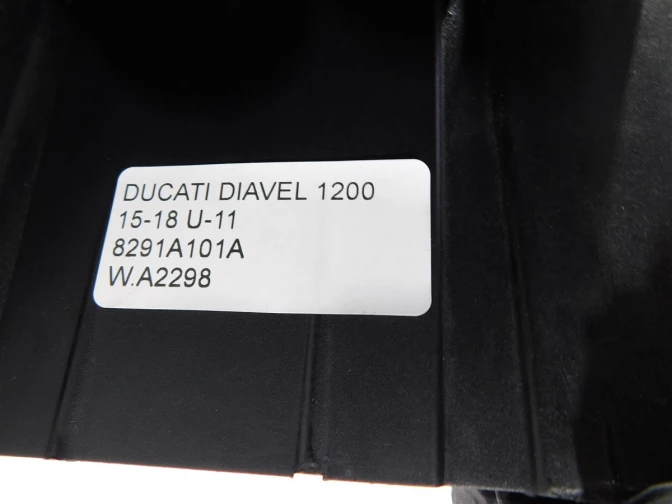 DUCATI DIAVEL 1200
15-18 U-11
8291A101A
W.A2298